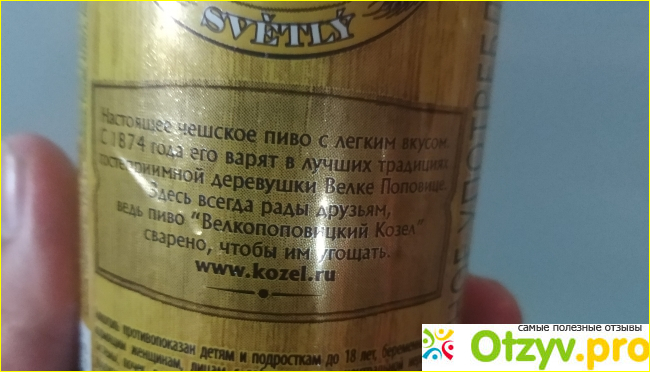 SVĚTLÝ
Настоящее чешское пиво с легким вкусом.
С 1874 года его варят в лучших традициях
гостеприимной деревушки Велке Поповице.
Здесь всегда рады друзьям,
ведь пиво "Велкопоповицкий Козел"
сварено, чтобы им угощать.
www.kozel.ru
противопоказан детям и подросткам до 18 лет,
женщинам, лицам
самые полезные отзывы
Otzyv.pro